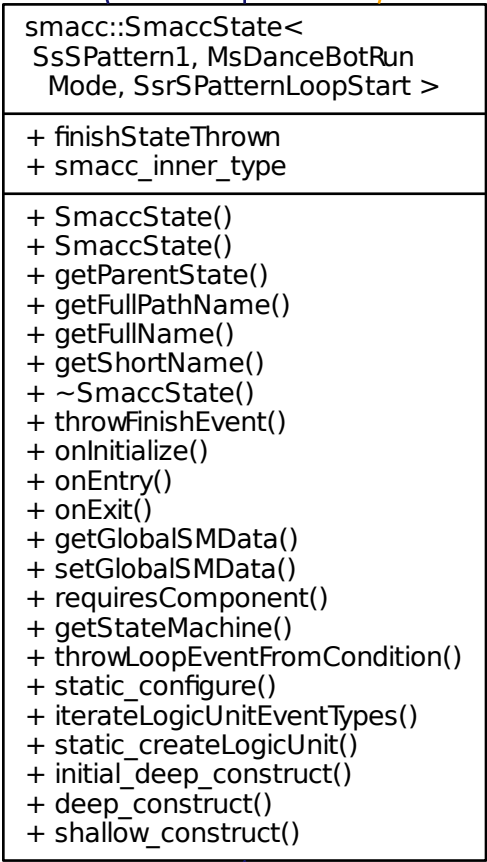 smacc::SmaccState<
SsSPattern1, MsDanceBotRun
Mode, SsrSPatternLoopStart >
+ finishStateThrown
+ smacc_inner_type
+ SmaccState()
+ SmaccState()
+ getParentState()
+ getFullPathName()
+ getFullName()
+ getShortName()
+ ~SmaccState()
+ throwFinishEvent()
+ onInitialize()
+ onEntry()
+ onExit()
+ getGlobalSMData()
+ setGlobalSMData()
+ requiresComponent()
+ getStateMachine()
+ throwLoopEventFromCondition()
+ static_configure()
+ iterateLogicUnitEventTypes()
+ static_createLogicUnit()
+ initial_deep_construct()
+ deep_construct()
+ shallow_construct()